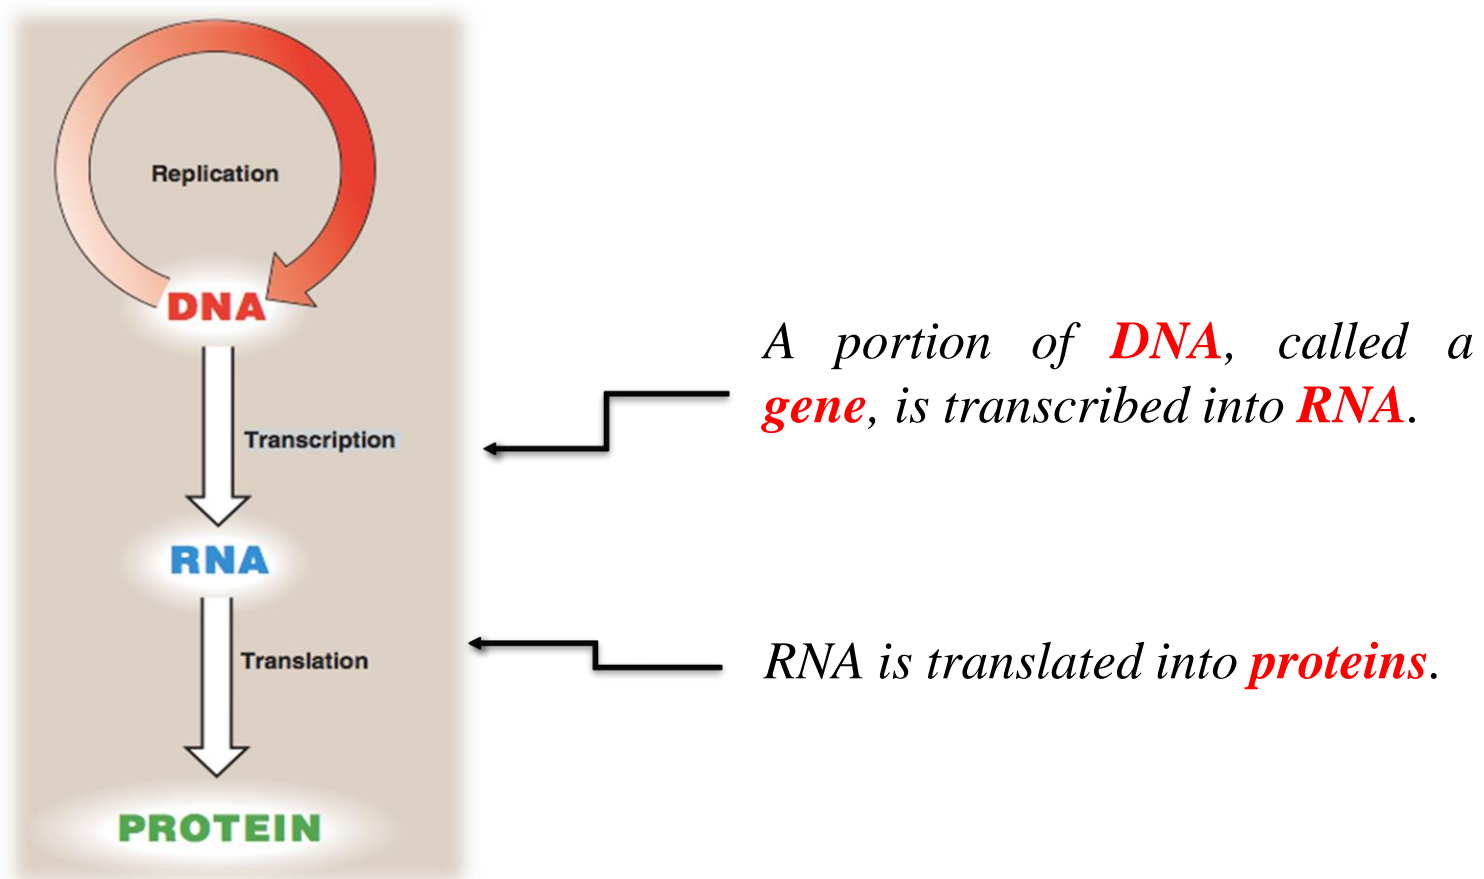 Replication
DNA
A portion of DNA, called a
gene, is transcribed into RNA.
Transcription
RNA
Translation
RNA is translated into proteins.
PROTEIN